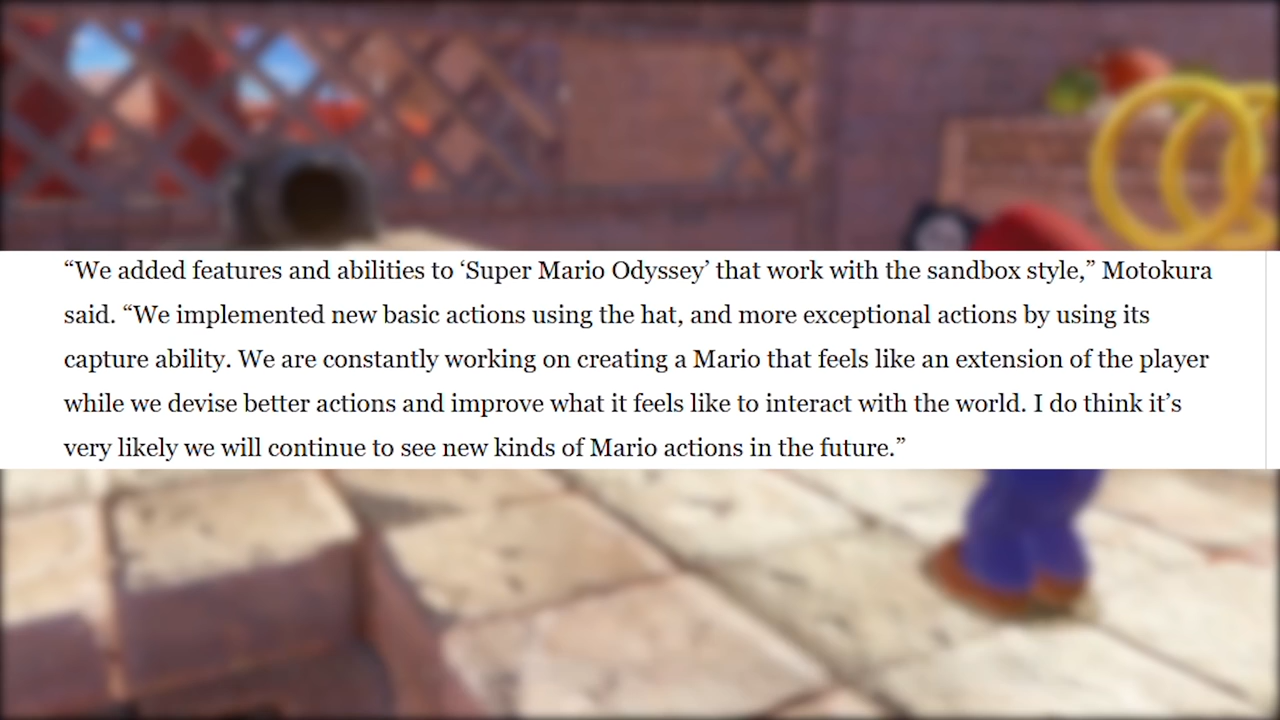 “We added features and abilities to ‘Super Mario Odyssey’ that work with the sandbox style,” Motokura
said. “We implemented new basic actions using the hat, and more exceptional actions by using its
capture ability. We are constantly working on creating a Mario that feels like an extension of the player
while we devise better actions and improve what it feels like to interact with the world. I do think it’s
very likely we will continue to see new kinds of Mario actions in the future.”